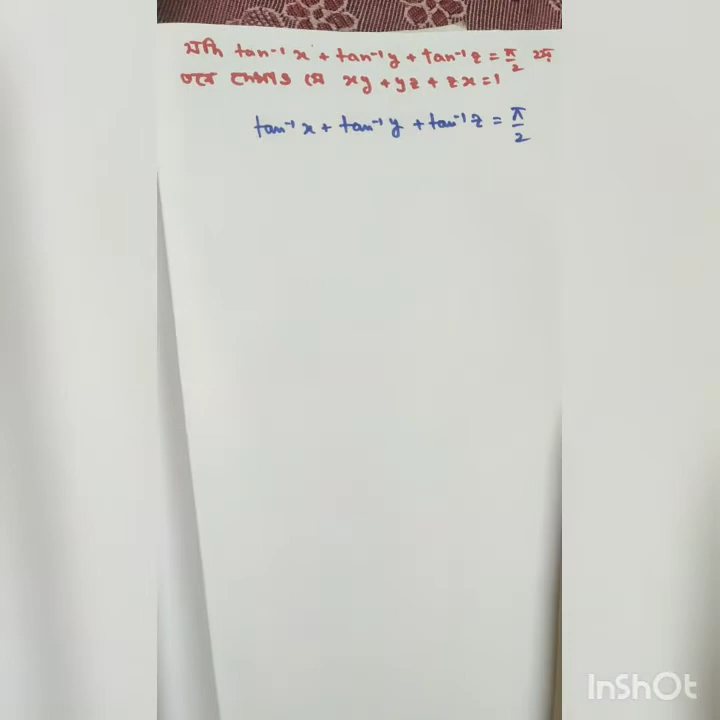 যদি tan⁻¹x + tan⁻¹y + tan⁻¹z = π/2 হয়
তবে দেখাও যে xy + yz + zx = 1
tan⁻¹x + tan⁻¹y + tan⁻¹z = π/2
InShOt